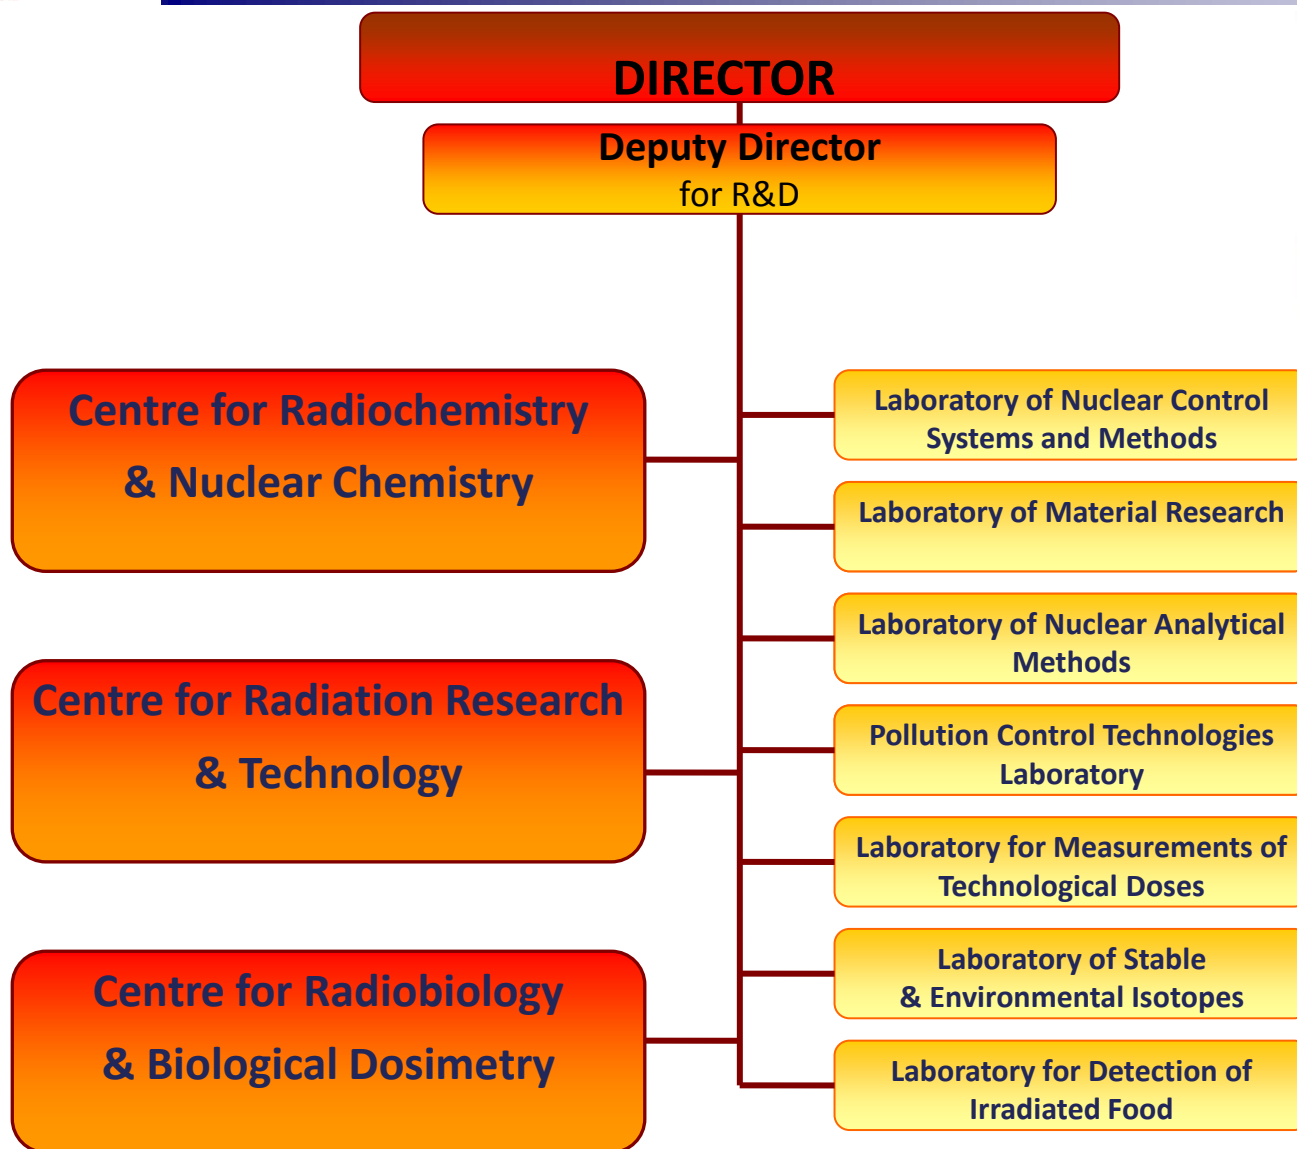 DIRECTOR
Deputy Director
for R&D
Centre for Radiochemistry
& Nuclear Chemistry
Centre for Radiation Research
& Technology
Centre for Radiobiology
& Biological Dosimetry
Laboratory of Nuclear Control
Systems and Methods
Laboratory of Material Research
Laboratory of Nuclear Analytical
Methods
Pollution Control Technologies
Laboratory
Laboratory for Measurements of
Technological Doses
Laboratory of Stable
& Environmental Isotopes
Laboratory for Detection of
Irradiated Food